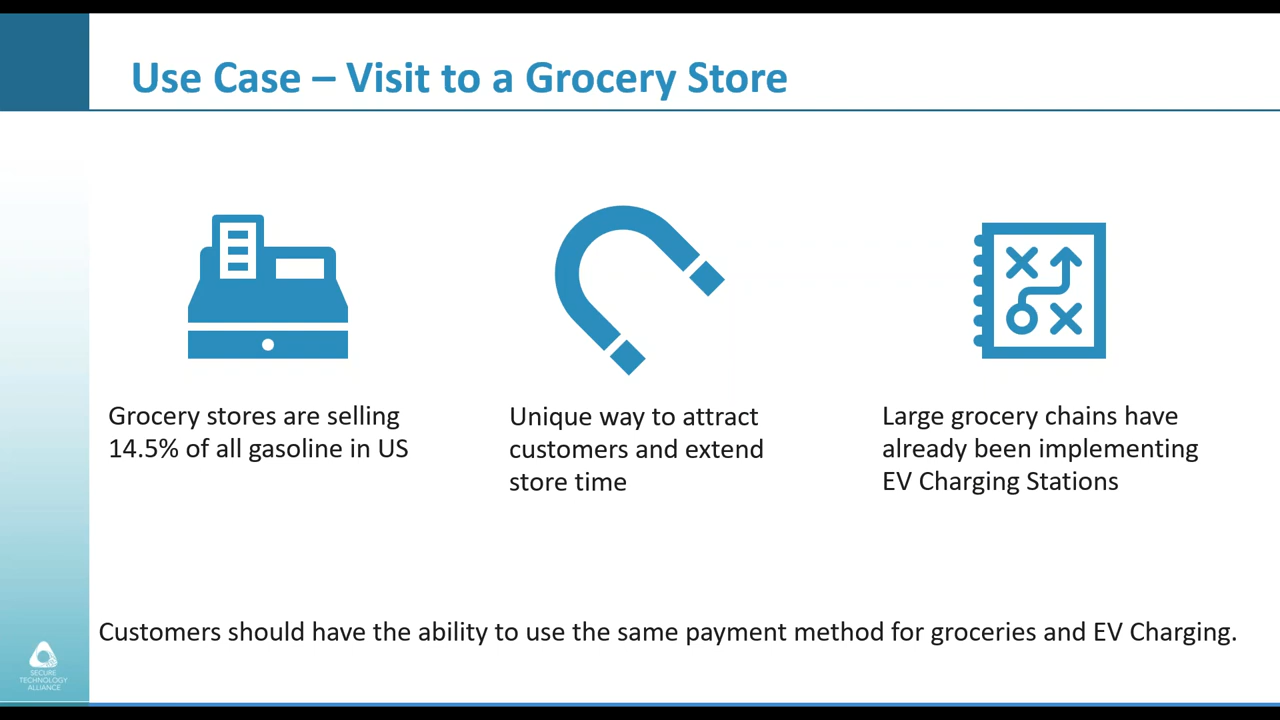 Use Case – Visit to a Grocery Store
Grocery stores are selling
14.5% of all gasoline in US
Unique way to attract
customers and extend
store time
Large grocery chains have
already been implementing
EV Charging Stations
Customers should have the ability to use the same payment method for groceries and EV Charging.
SECURE
TECHNOLOGY
ALLIANCE